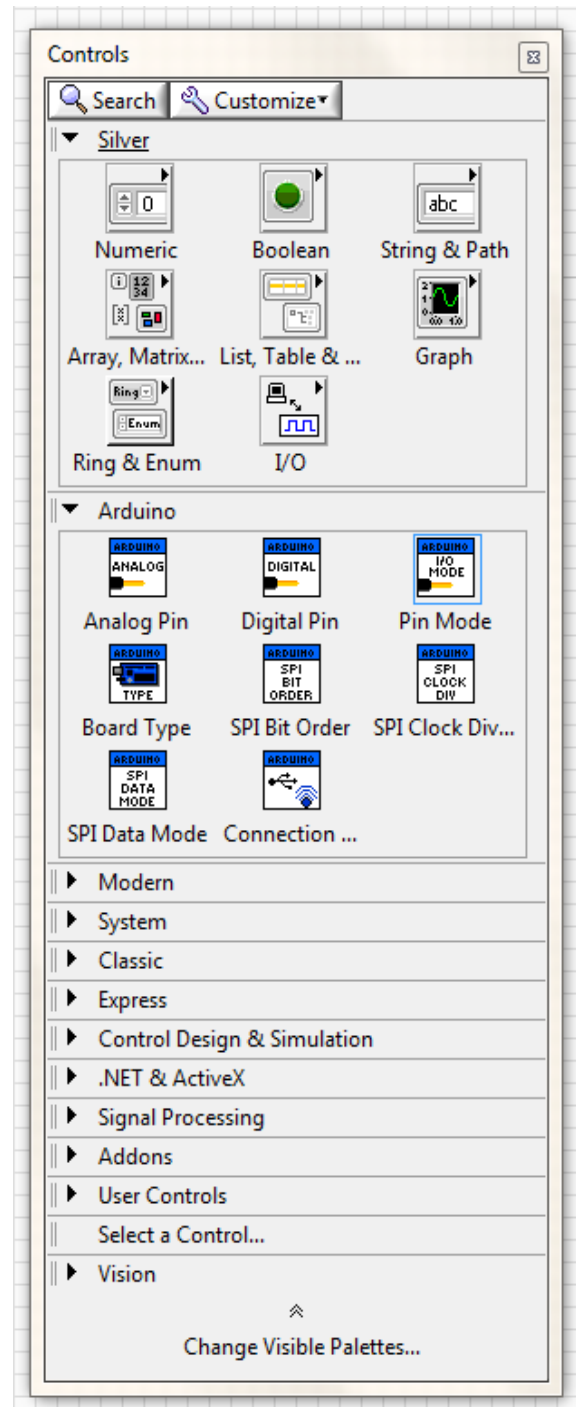 Controls
Search Customize
Silver
0 abc
Numeric Boolean String & Path
12
34
Array, Matrix... List, Table & ... Graph
Ring
Enum
Ring & Enum I/O
Arduino
ARDUINO ARDUINO ARDUINO
ANALOG DIGITAL I/O
MODE
Analog Pin Digital Pin Pin Mode
ARDUINO ARDUINO ARDUINO
TYPE SPI BIT ORDER SPI CLOCK DIV
Board Type SPI Bit Order SPI Clock Div...
ARDUINO ARDUINO
SPI
DATA
MODE
SPI Data Mode Connection ...
Modern
System
Classic
Express
Control Design & Simulation
.NET & ActiveX
Signal Processing
Addons
User Controls
Select a Control...
Vision
Change Visible Palettes...